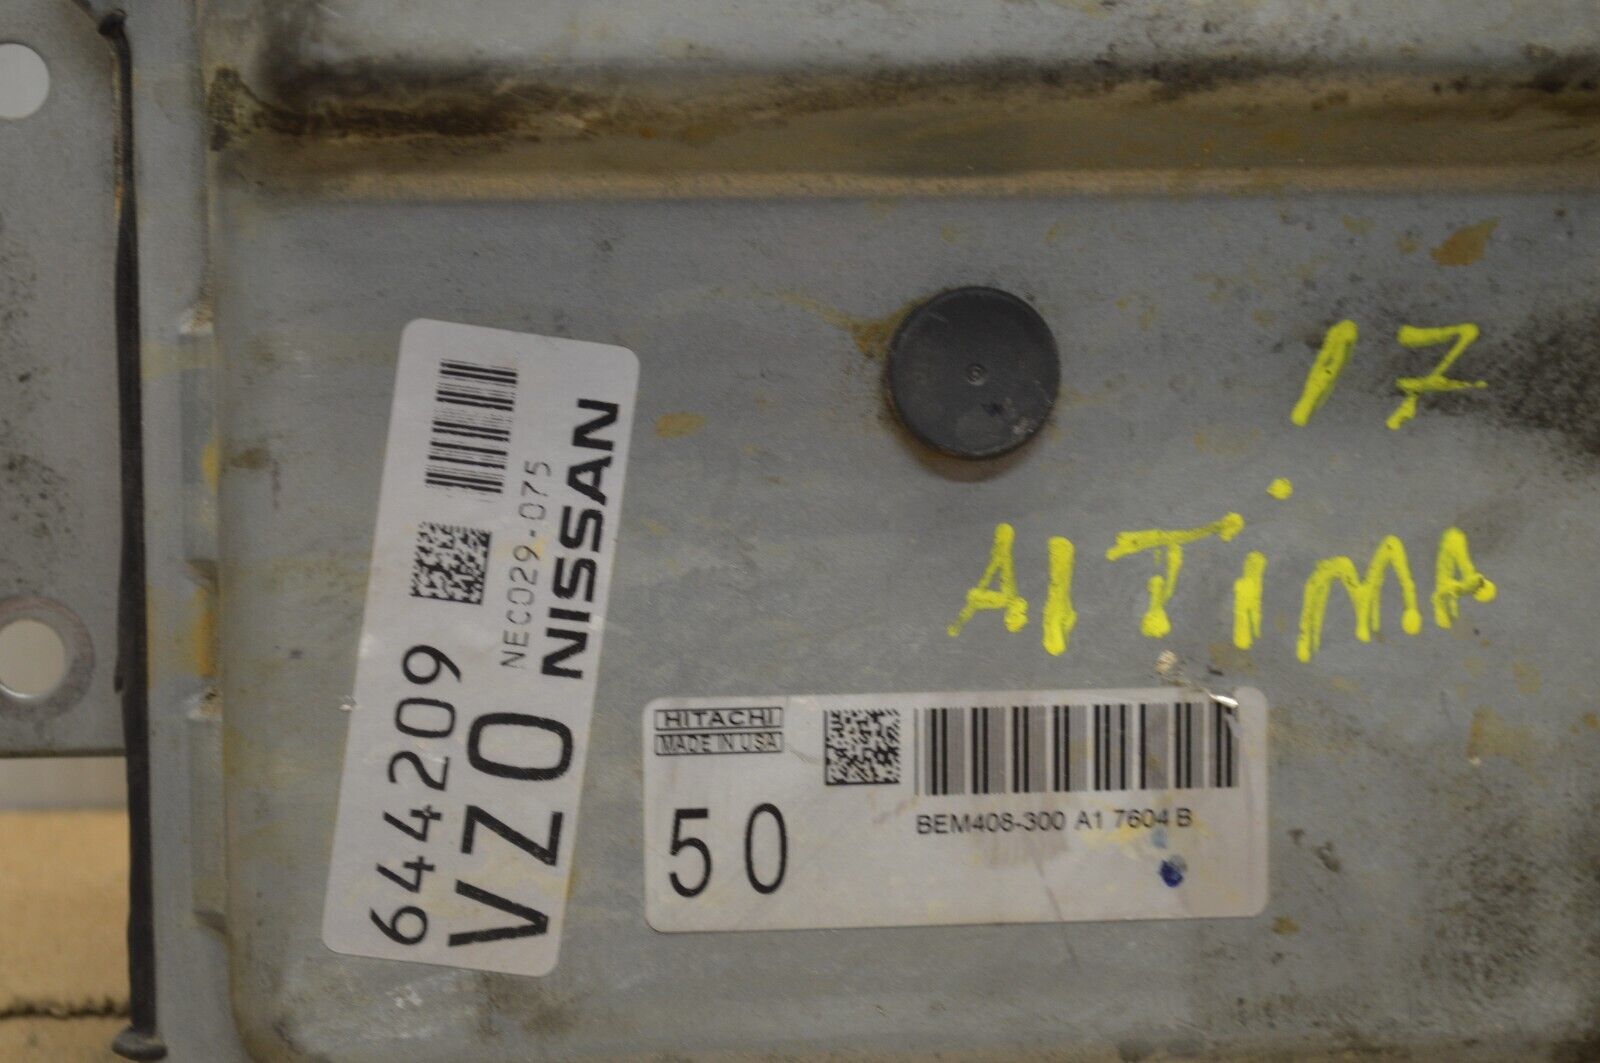 17
ALTiMA
NISSAN
NEC029-075
644209
VZ0
HITACHI
MADE IN USA
50
BEM408-300 A1 7604 B